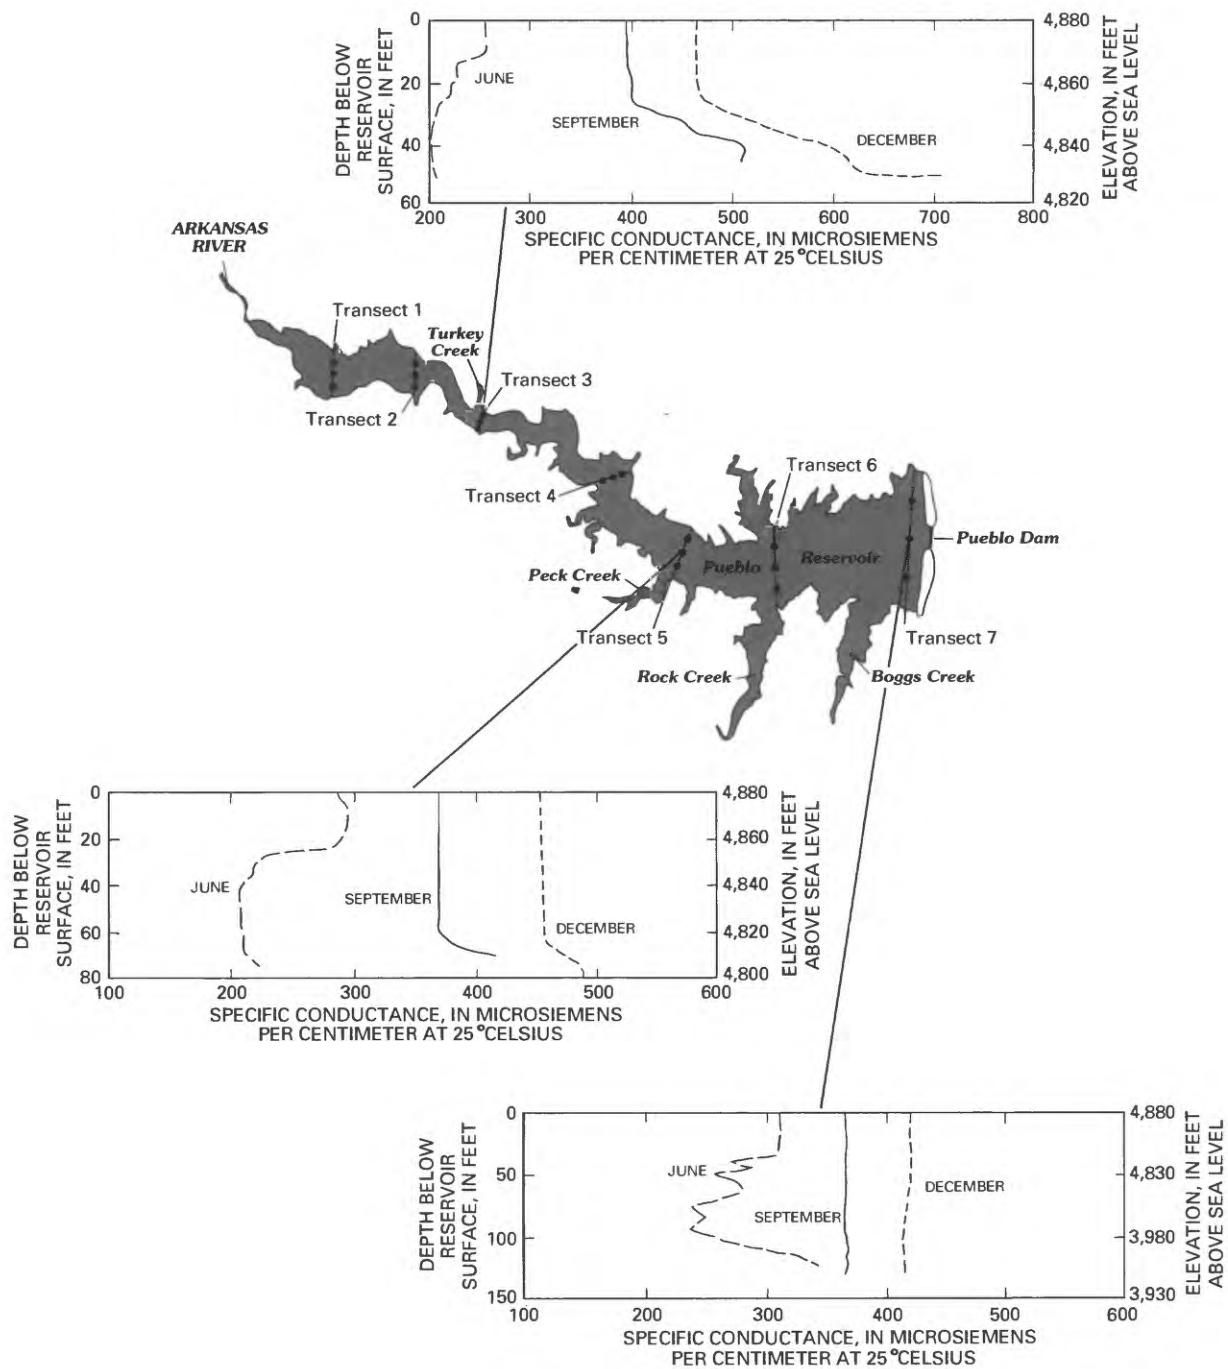 DEPTH BELOW
RESERVOIR
SURFACE, IN FEET
0
20
40
60
JUNE
SEPTEMBER
DECEMBER
4,880
4,860
4,840
4,820
ELEVATION, IN FEET
ABOVE SEA LEVEL
200 300 400 500 600 700 800
SPECIFIC CONDUCTANCE, IN MICROSIEMENS
PER CENTIMETER AT 25°CELSIUS
ARKANSAS
RIVER
Transect 1
Turkey
Creek
Transect 3
Transect 2
Transect 6
Transect 4
Pueblo Dam
Reservoir
Pueblo
Peck Creek
Transect 5
Transect 7
Rock Creek
Boggs Creek
DEPTH BELOW
RESERVOIR
SURFACE, IN FEET
0
20
40
60
80
JUNE
SEPTEMBER
DECEMBER
4,880
4,860
4,840
4,820
4,800
ELEVATION, IN FEET
ABOVE SEA LEVEL
100 200 300 400 500 600
SPECIFIC CONDUCTANCE, IN MICROSIEMENS
PER CENTIMETER AT 25°CELSIUS
DEPTH BELOW
RESERVOIR
SURFACE, IN FEET
0
50
100
150
JUNE
SEPTEMBER
DECEMBER
4,880
4,830
3,980
3,930
ELEVATION, IN FEET
ABOVE SEA LEVEL
100 200 300 400 500 600
SPECIFIC CONDUCTANCE, IN MICROSIEMENS
PER CENTIMETER AT 25°CELSIUS